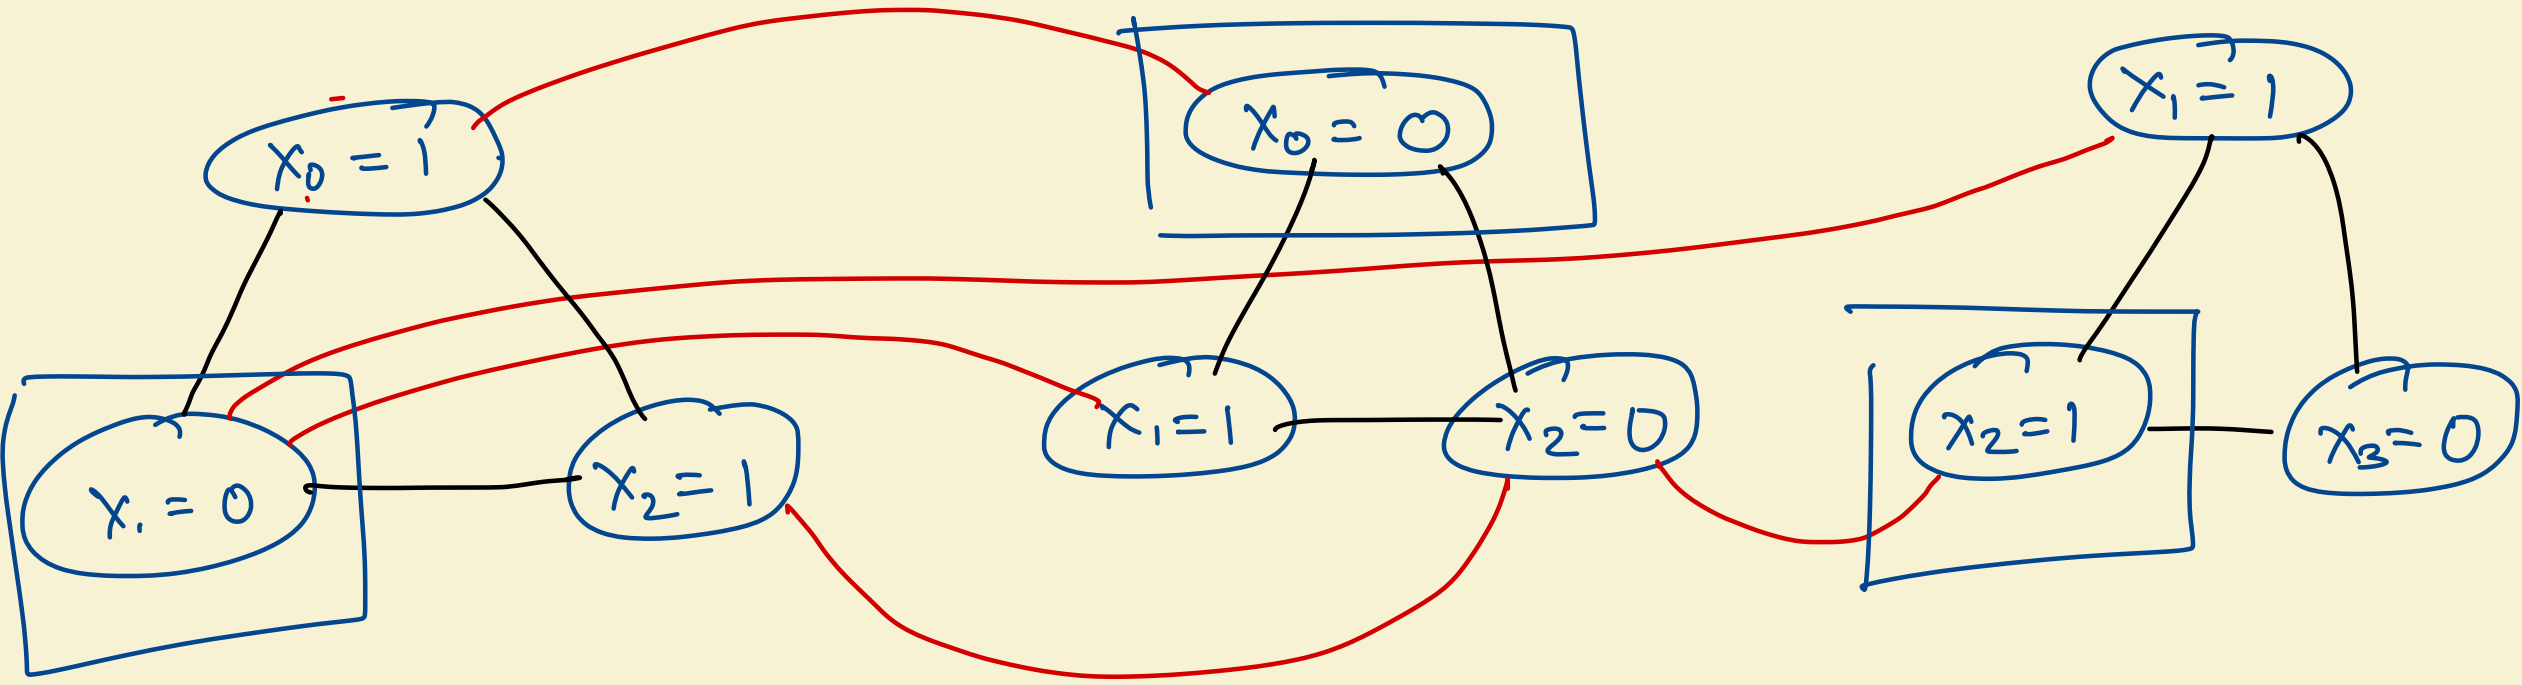 x₀ = 1
x₀ = 0
x₁ = 1
x₁ = 0
x₂ = 1
x₁ = 1
x₂ = 0
x₂ = 1
x₃ = 0